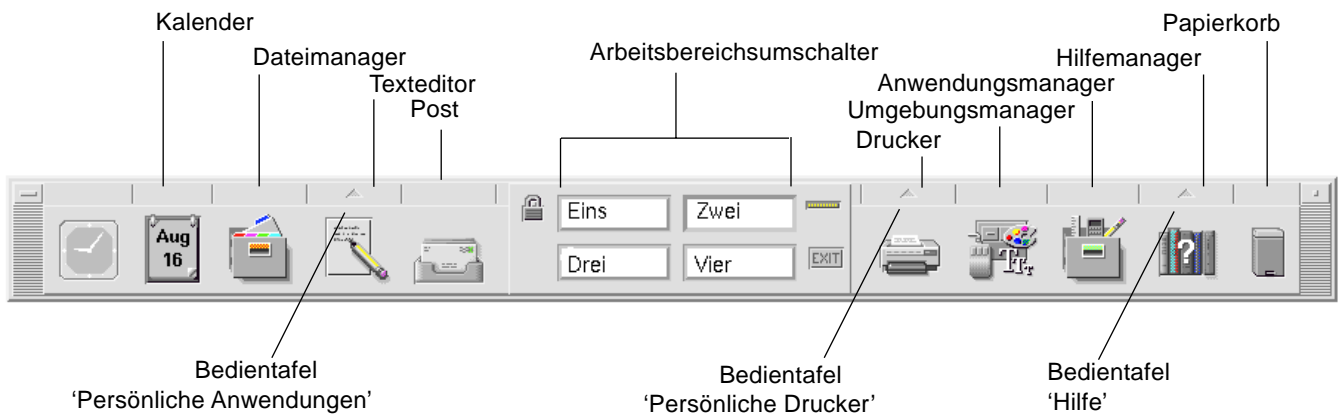 Kalender
Papierkorb
Arbeitsbereichsumschalter
Dateimanager
Hilfemanager
Texteditor
Anwendungsmanager
Post
Umgebungsmanager
Drucker
Eins
Zwei
Aug
16
Drei
Vier
EXIT
?
Bedientafel
‘Persönliche Anwendungen’
Bedientafel
‘Persönliche Drucker’
Bedientafel
‘Hilfe’